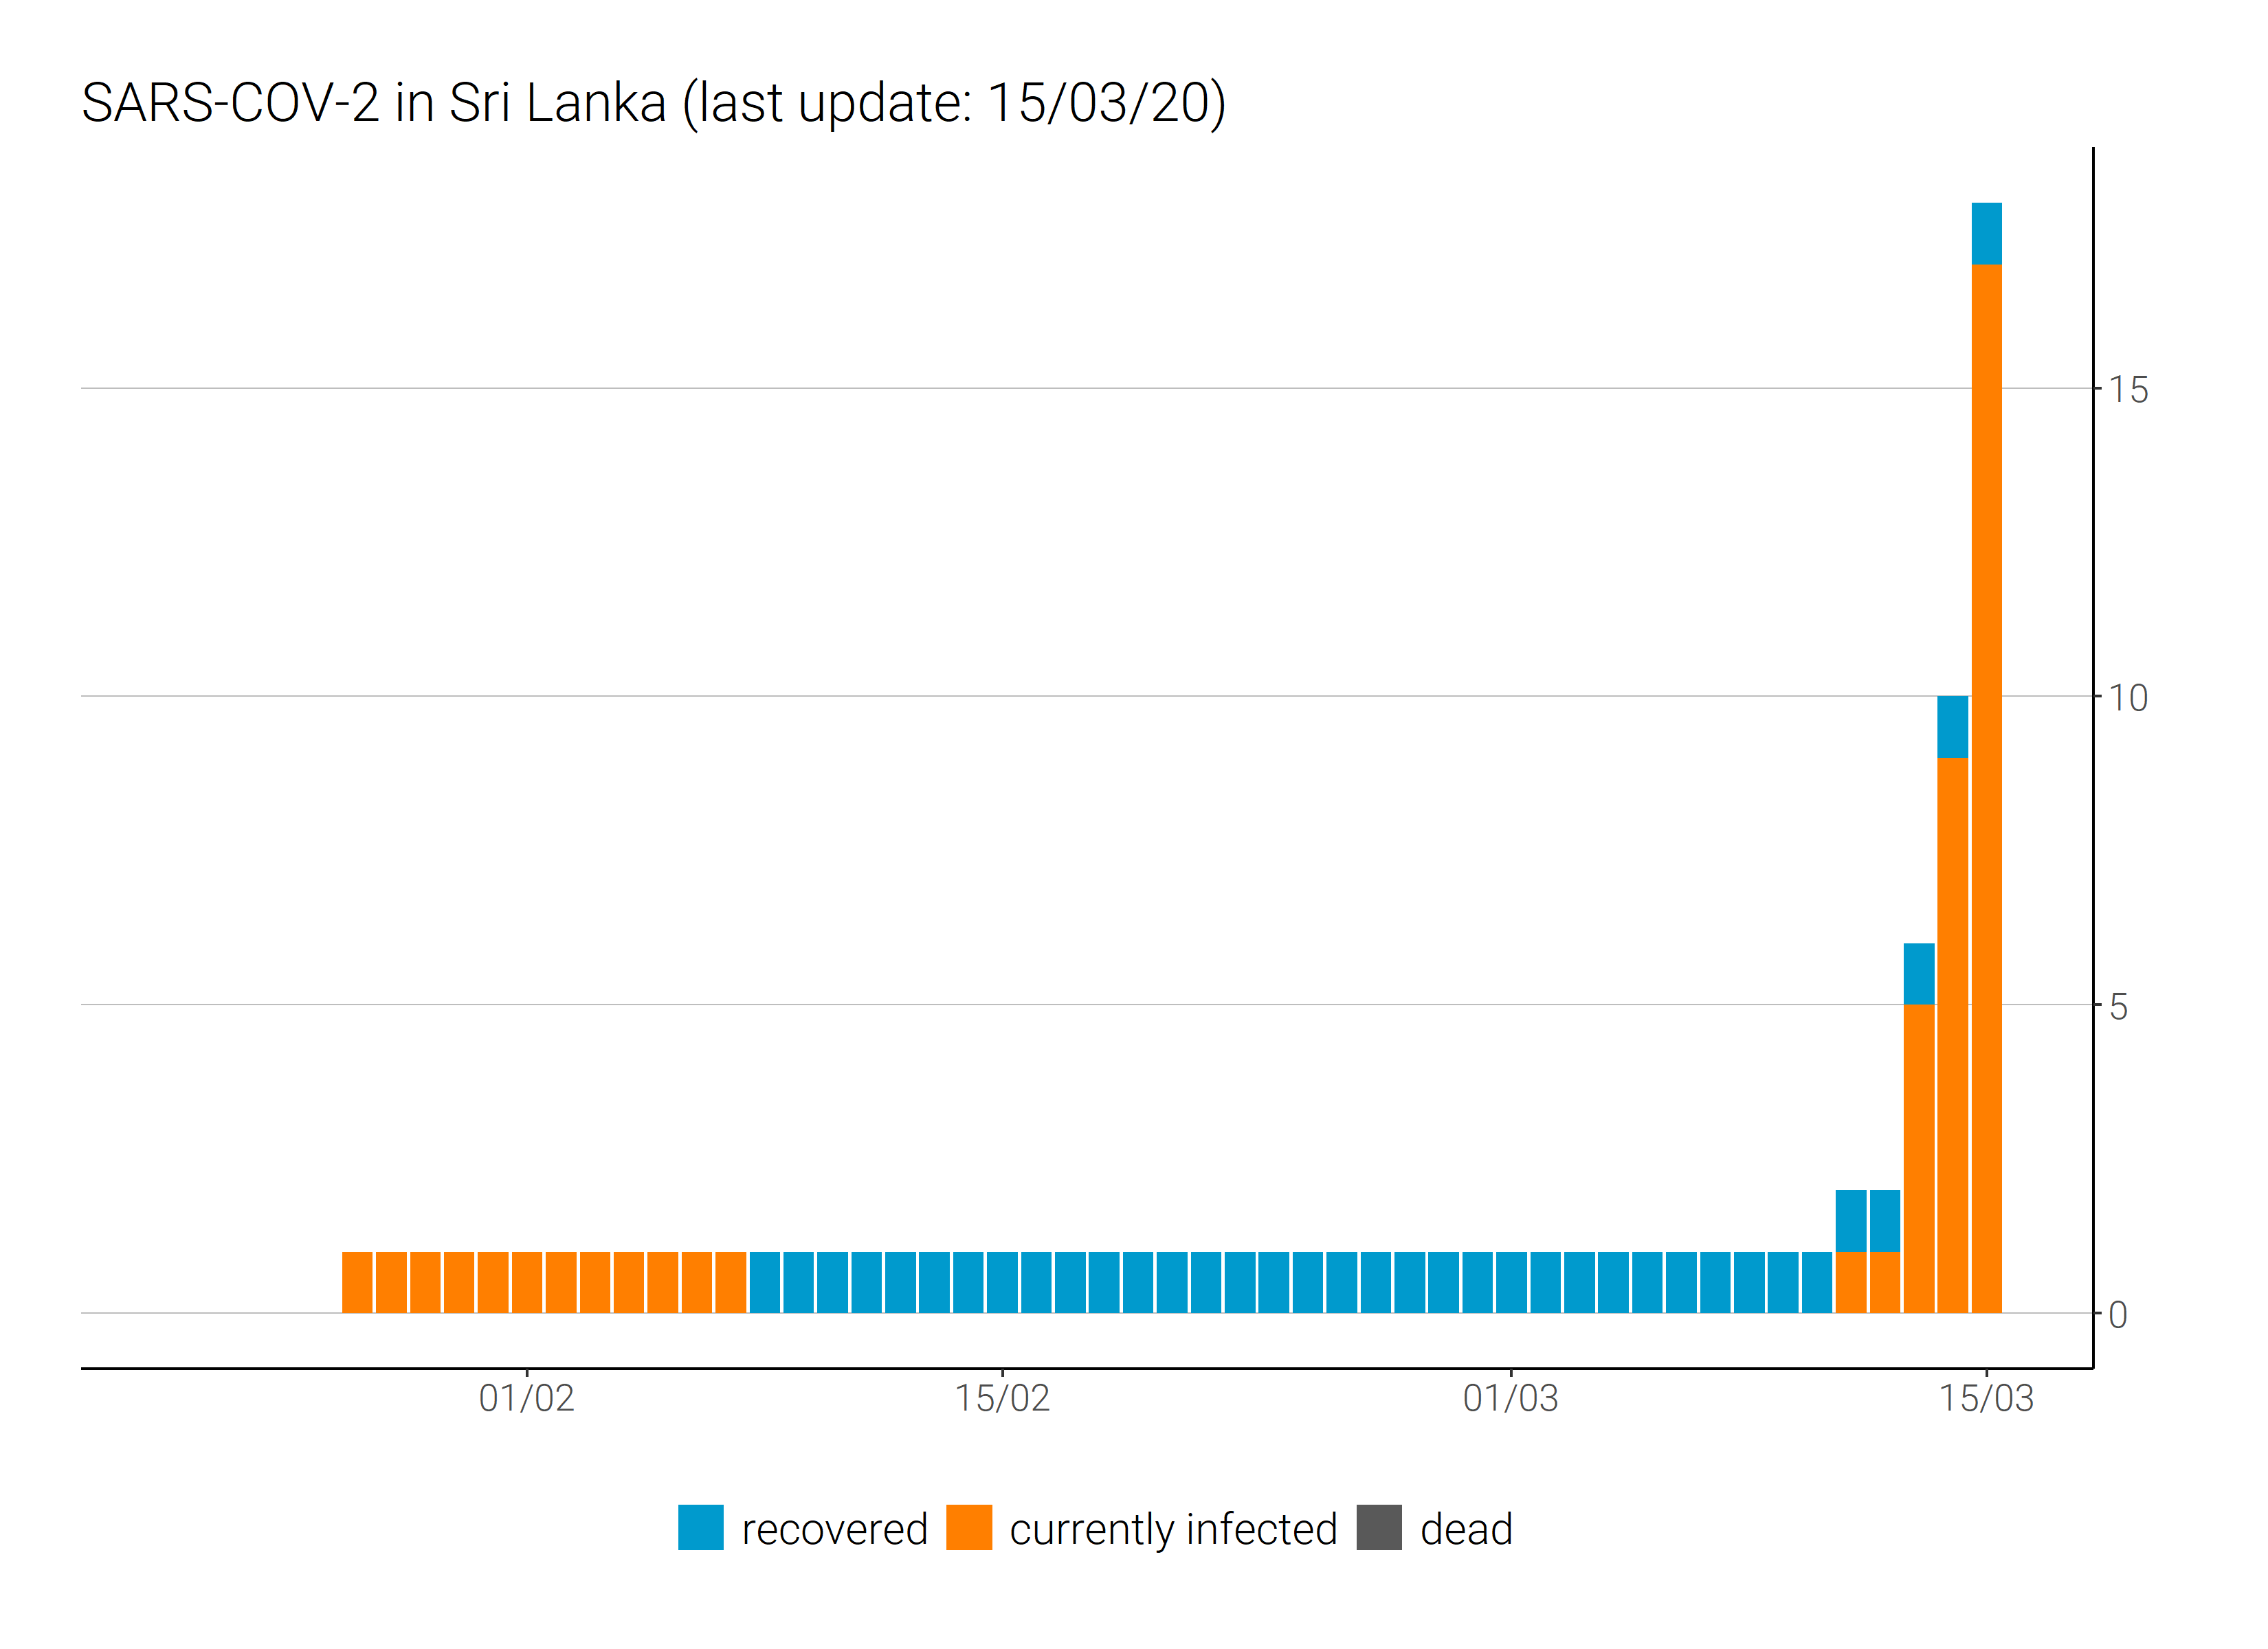 SARS-COV-2 in Sri Lanka (last update: 15/03/20)
15
10
5
0
01/02 15/02 01/03 15/03
recovered currently infected dead